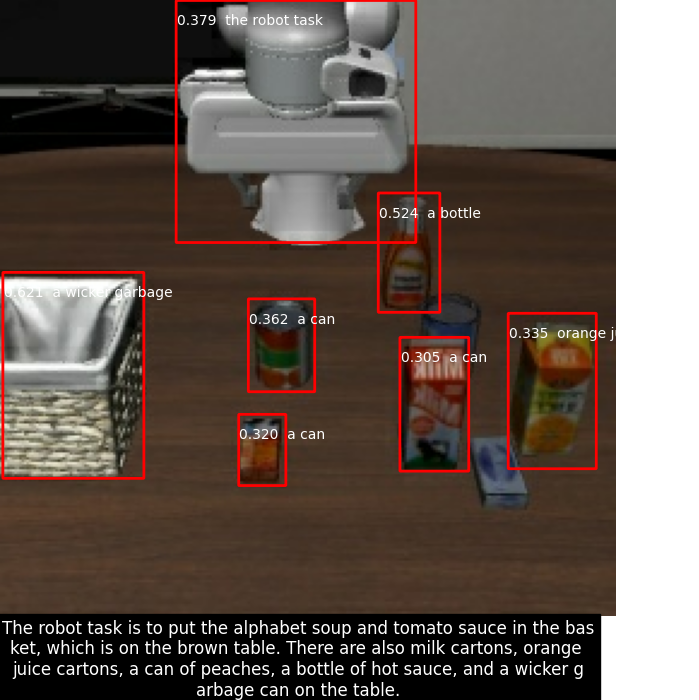 0.379 the robot task
0.524 a bottle
0.621 a wicker garbage
0.362 a can
0.335 orange ju
0.305 a can
MILK
0.320 a can
The robot task is to put the alphabet soup and tomato sauce in the bas
ket, which is on the brown table. There are also milk cartons, orange
juice cartons, a can of peaches, a bottle of hot sauce, and a wicker g
arbage can on the table.